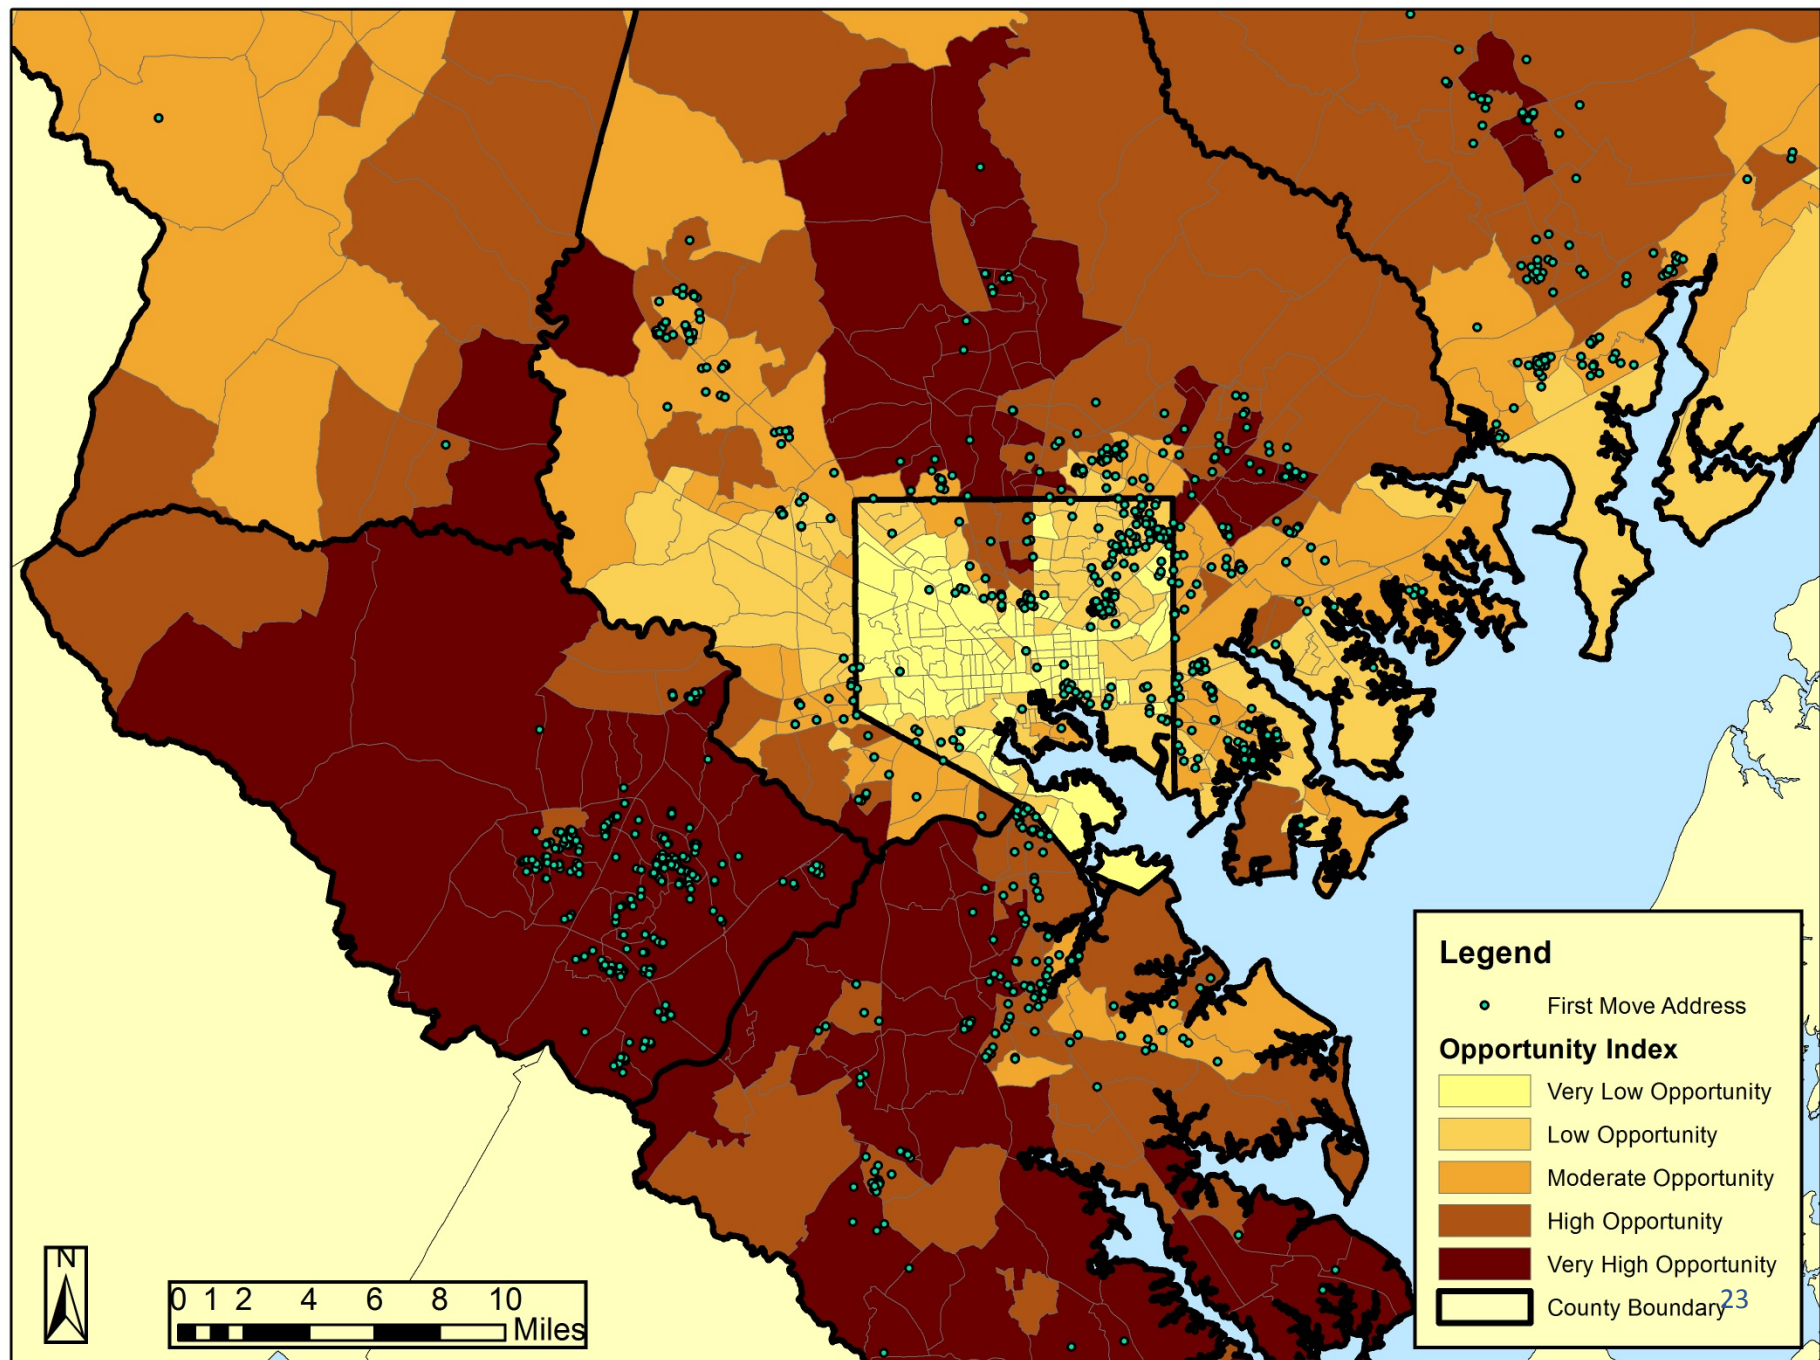 Legend
First Move Address
Opportunity Index
Very Low Opportunity
Low Opportunity
Moderate Opportunity
High Opportunity
Very High Opportunity
County Boundary
23
N
0 1 2 4 6 8 10
Miles